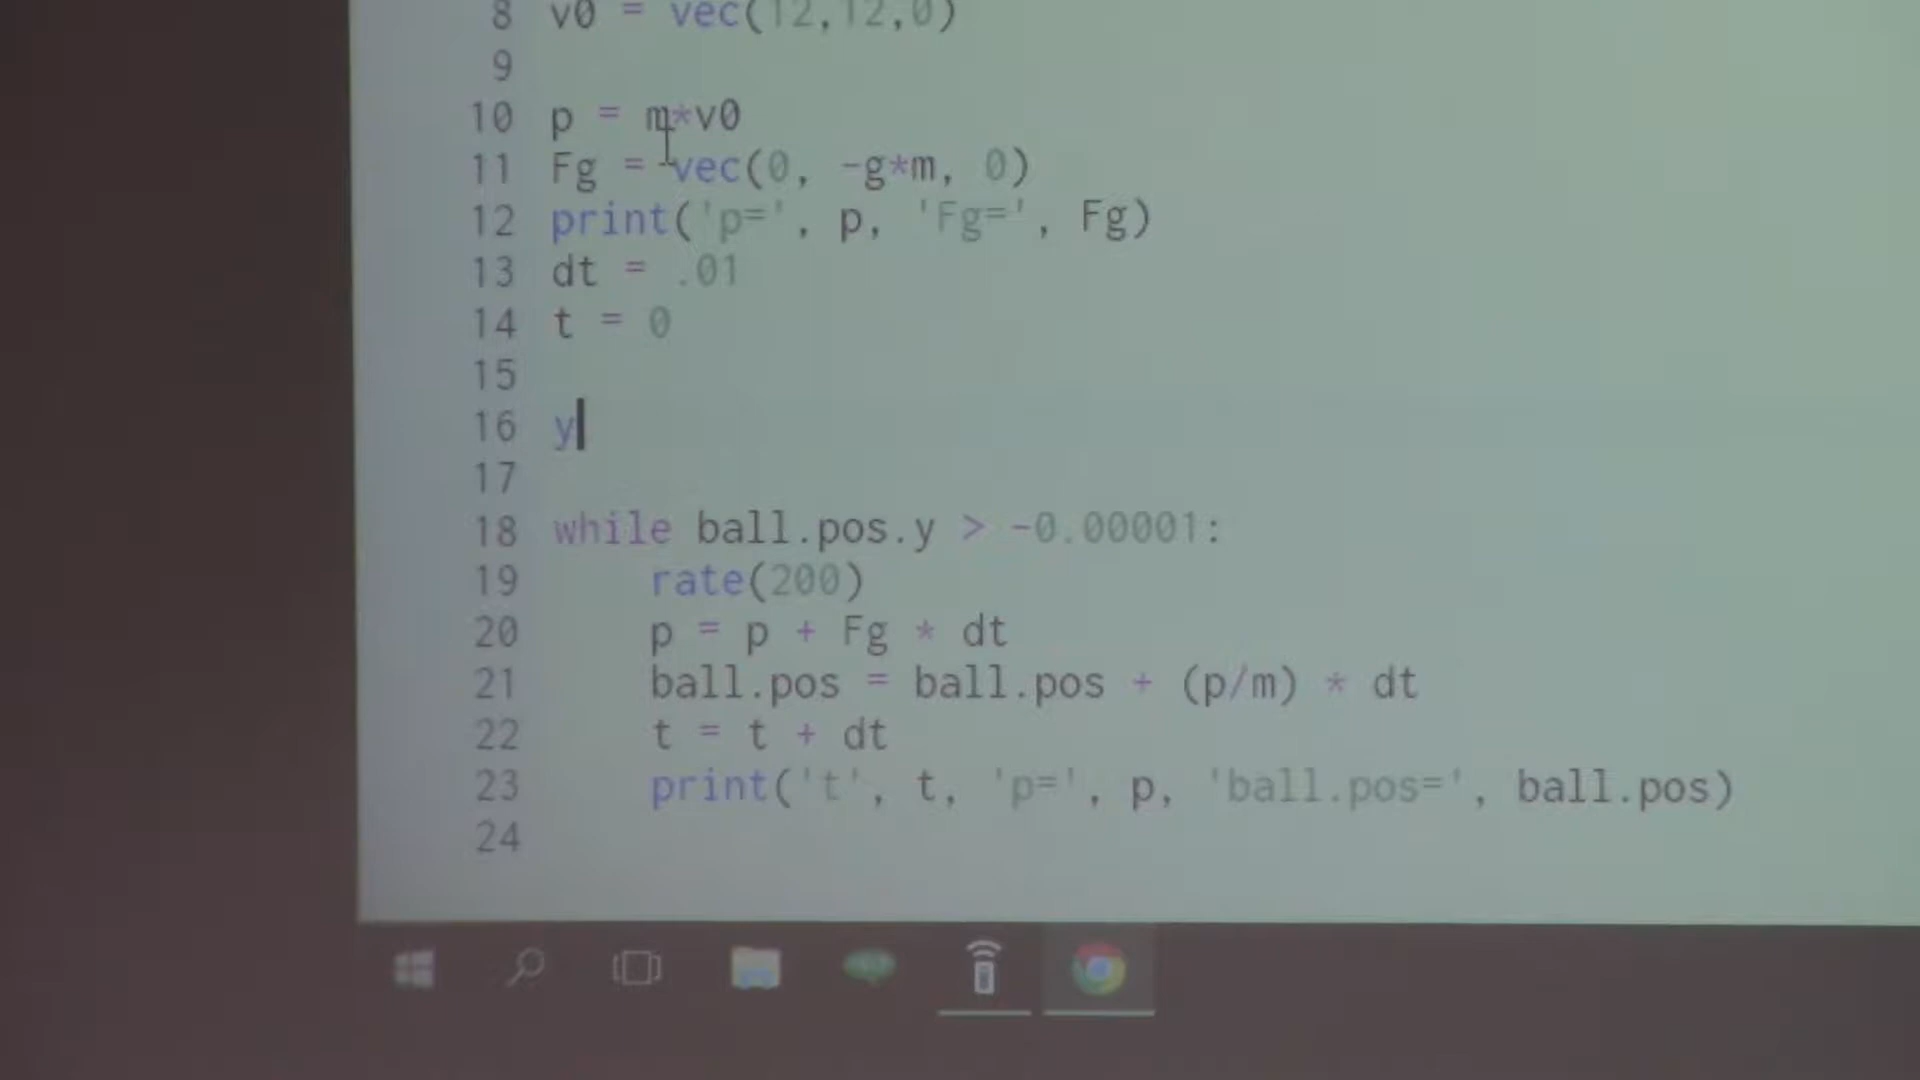 8 v0 = vec(12,12,0)
9
10 p = m*v0
11 Fg = vec(0, -g*m, 0)
12 print('p=', p, 'Fg=', Fg)
13 dt = .01
14 t = 0
15
16 y
17
18 while ball.pos.y > -0.00001:
19 rate(200)
20 p = p + Fg * dt
21 ball.pos = ball.pos + (p/m) * dt
22 t = t + dt
23 print('t', t, 'p=', p, 'ball.pos=', ball.pos)
24